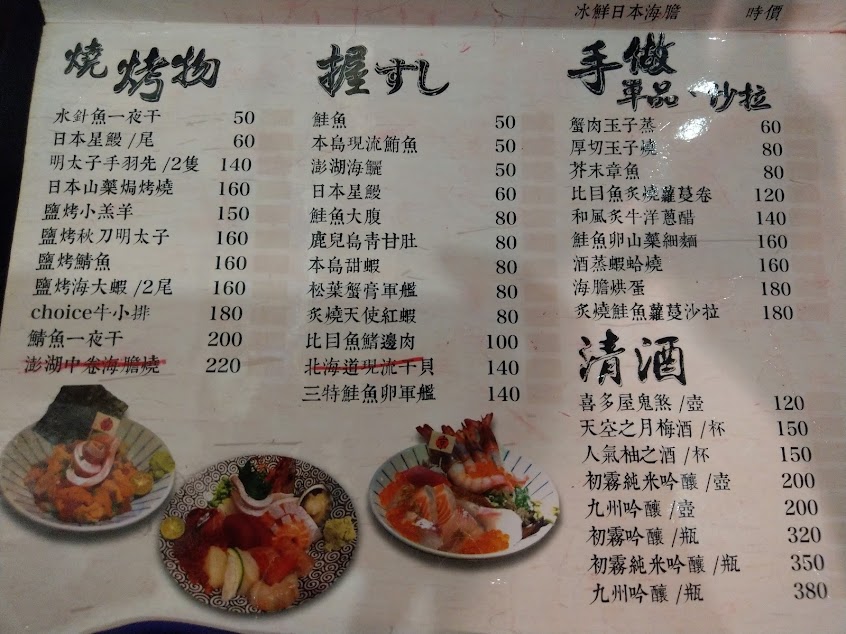 冰鮮日本海膽 時價
燒烤物
水針魚一夜干 50
日本星鰻/尾 60
明太子手羽先/2隻 140
日本山藥焗烤燒 160
鹽烤小羔羊 150
鹽烤秋刀明太子 160
鹽烤鯖魚 160
鹽烤海大蝦/2尾 160
choice牛小排 180
鯖魚一夜干 200
澎湖中卷海膽燒 220
握すし
鮭魚 50
本島現流鮪魚 50
澎湖海鱺 50
日本星鰻 60
鮭魚大腹 80
鹿兒島青甘肚 80
本島甜蝦 80
松葉蟹膏軍艦 80
炙燒天使紅蝦 80
比目魚鰭邊肉 100
北海道現流干貝 140
三特鮭魚卵軍艦 140
手做
單品、沙拉
蟹肉玉子蒸 60
厚切玉子燒 80
芥末章魚 80
比目魚炙燒蘿蔓卷 120
和風炙牛洋蔥醋 140
鮭魚卵山藥細麵 160
酒蒸蝦蛤燒 160
海膽烘蛋 180
炙燒鮭魚蘿蔓沙拉 180
清酒
喜多屋鬼煞/壺 120
天空之月梅酒/杯 150
人氣柚之酒/杯 150
初霧純米吟釀/壺 200
九州吟釀/壺 200
初霧吟釀/瓶 320
初霧純米吟釀/瓶 350
九州吟釀/瓶 380